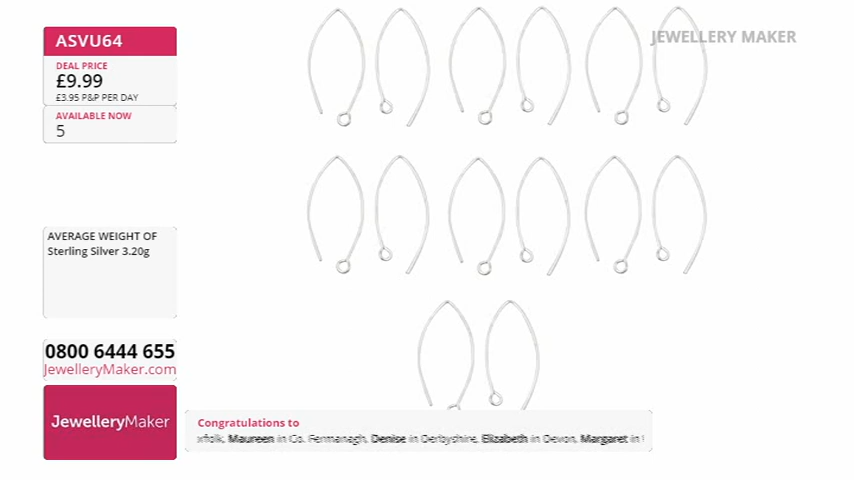 ASVU64
DEAL PRICE
£9.99
£3.95 P&P PER DAY
AVAILABLE NOW
5
JEWELLERY MAKER
AVERAGE WEIGHT OF
Sterling Silver 3.20g
0800 6444 655
JewelleryMaker.com
JewelleryMaker
Congratulations to
Maureen in Co. Fermanagh, Denise in Derbyshire, Elizabeth in Devon, Margaret in